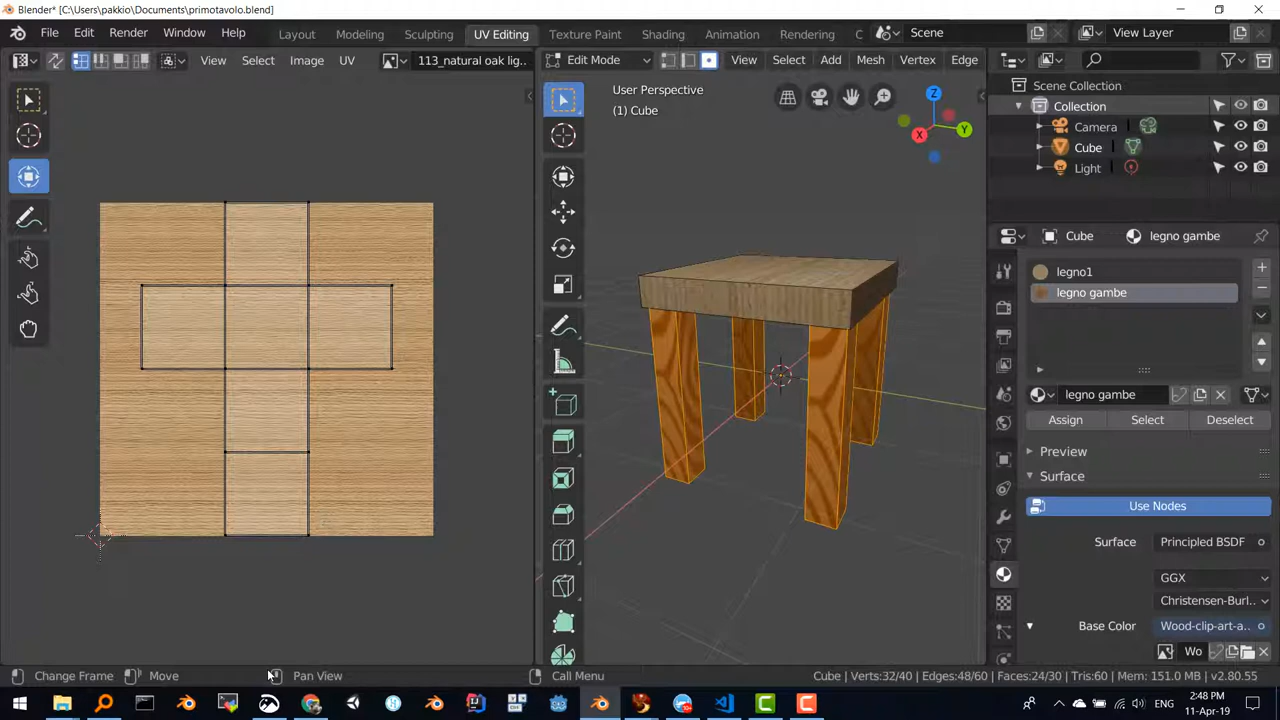 Blender* [C:\Users\pakkio\Documents\primotavolo.blend]
File Edit Render Window Help Layout Modeling Sculpting UV Editing Texture Paint Shading Animation Rendering C Scene View Layer
View Select Image UV 113_natural oak lig.. Edit Mode View Select Add Mesh Vertex Edge
User Perspective
(1) Cube
Z
Y
X
Scene Collection
Collection
Camera
Cube
Light
Cube legno gambe
legno1
legno gambe
legno gambe
Assign Select Deselect
Preview
Surface
Use Nodes
Surface Principled BSDF
GGX
Christensen-Burl..
Base Color Wood-clip-art-a..
Wo
Change Frame Move Pan View Call Menu Cube | Verts:32/40 | Edges:48/60 | Faces:24/30 | Tris:60 | Mem: 151.0 MB | v2.80.55
ENG 2:48 PM
11-Apr-19